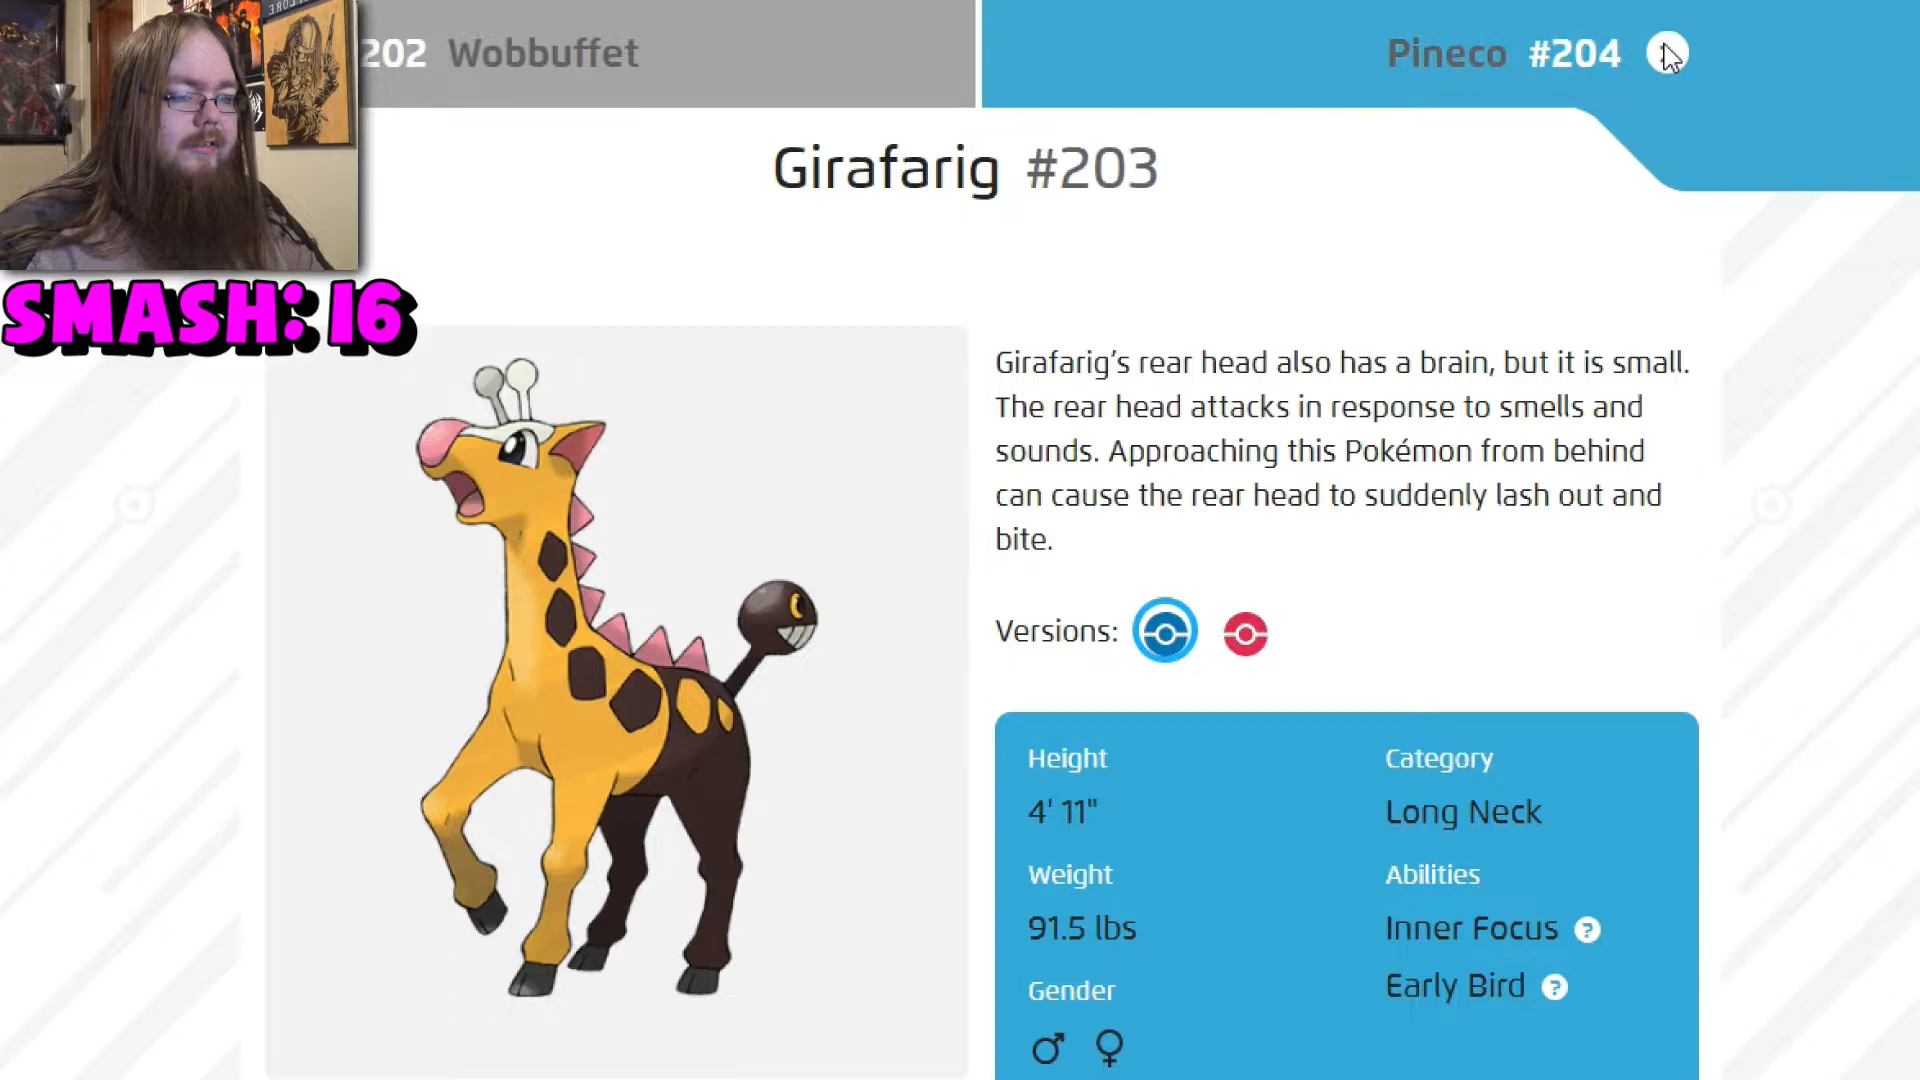 202 Wobbuffet
Pineco #204
Girafarig #203
SMASH: 16
Girafarig's rear head also has a brain, but it is small.
The rear head attacks in response to smells and
sounds. Approaching this Pokémon from behind
can cause the rear head to suddenly lash out and
bite.
Versions:
Height
4' 11"
Weight
91.5 lbs
Gender
♂ ♀
Category
Long Neck
Abilities
Inner Focus ?
Early Bird ?